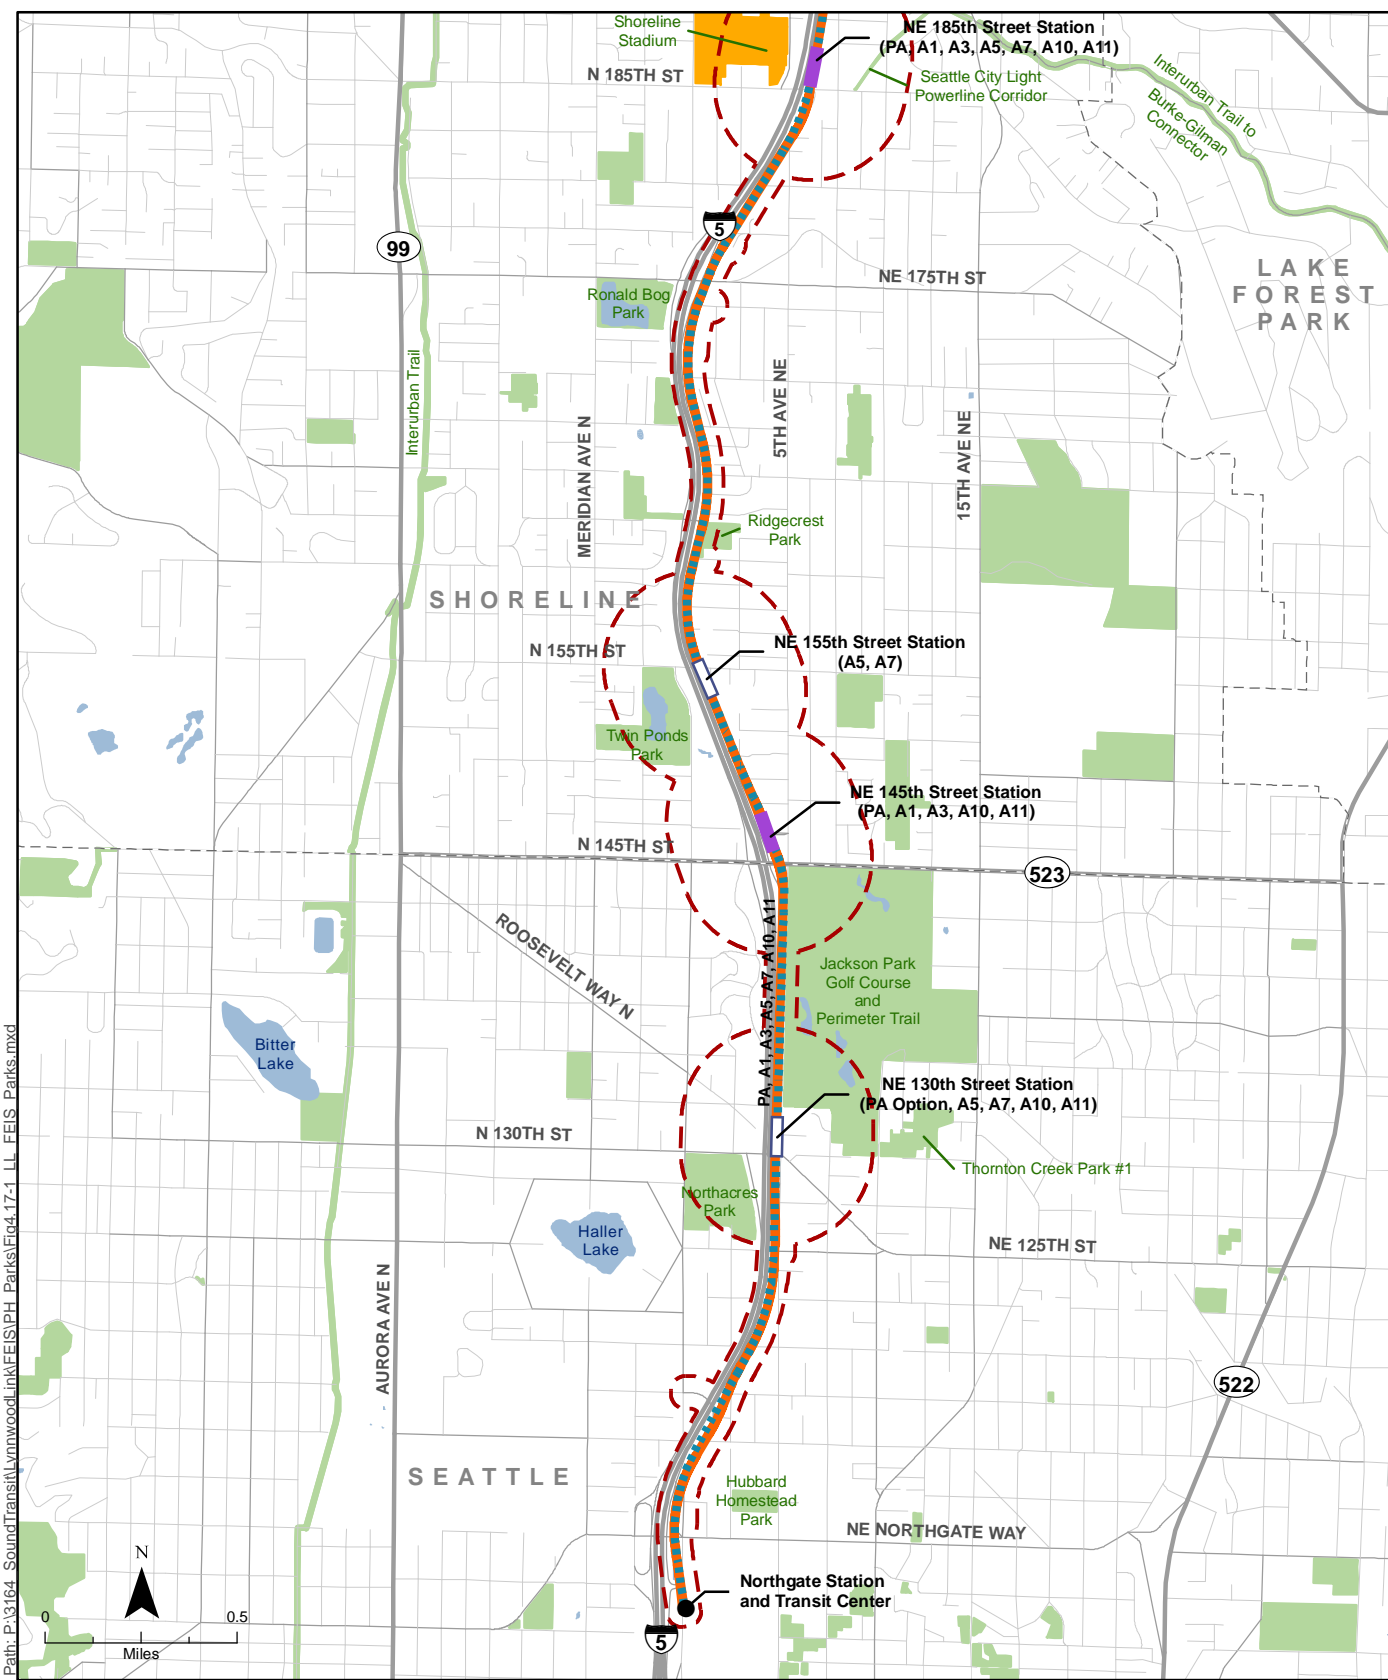 Shoreline
Stadium
NE 185th Street Station
(PA, A1, A3, A5, A7, A10, A11)
N 185TH ST
Seattle City Light
Powerline Corridor
Interurban Trail to
Burke-Gilman
Connector
5
99
NE 175TH ST
LAKE
FOREST
PARK
Ronald Bog
Park
Interurban Trail
5TH AVE NE
MERIDIAN AVE N
15TH AVE NE
Ridgecrest
Park
SHORELINE
NE 155th Street Station
(A5, A7)
N 155TH ST
Twin Ponds
Park
NE 145th Street Station
(PA, A1, A3, A10, A11)
N 145TH ST
523
ROOSEVELT WAY N
PA, A1, A3, A5, A7, A10, A11
Jackson Park
Golf Course
and
Perimeter Trail
Bitter
Lake
NE 130th Street Station
(PA Option, A5, A7, A10, A11)
N 130TH ST
Thornton Creek Park #1
Northacres
Park
Haller
Lake
NE 125TH ST
AURORA AVE N
522
SEATTLE
Hubbard
Homestead
Park
NE NORTHGATE WAY
Northgate Station
and Transit Center
5
N
0 0.5
Miles
Path: P:\3164_SoundTransit\LynnwoodLink\FEIS\PH_Parks\Fig4.17-1_LL_FEIS_Parks.mxd